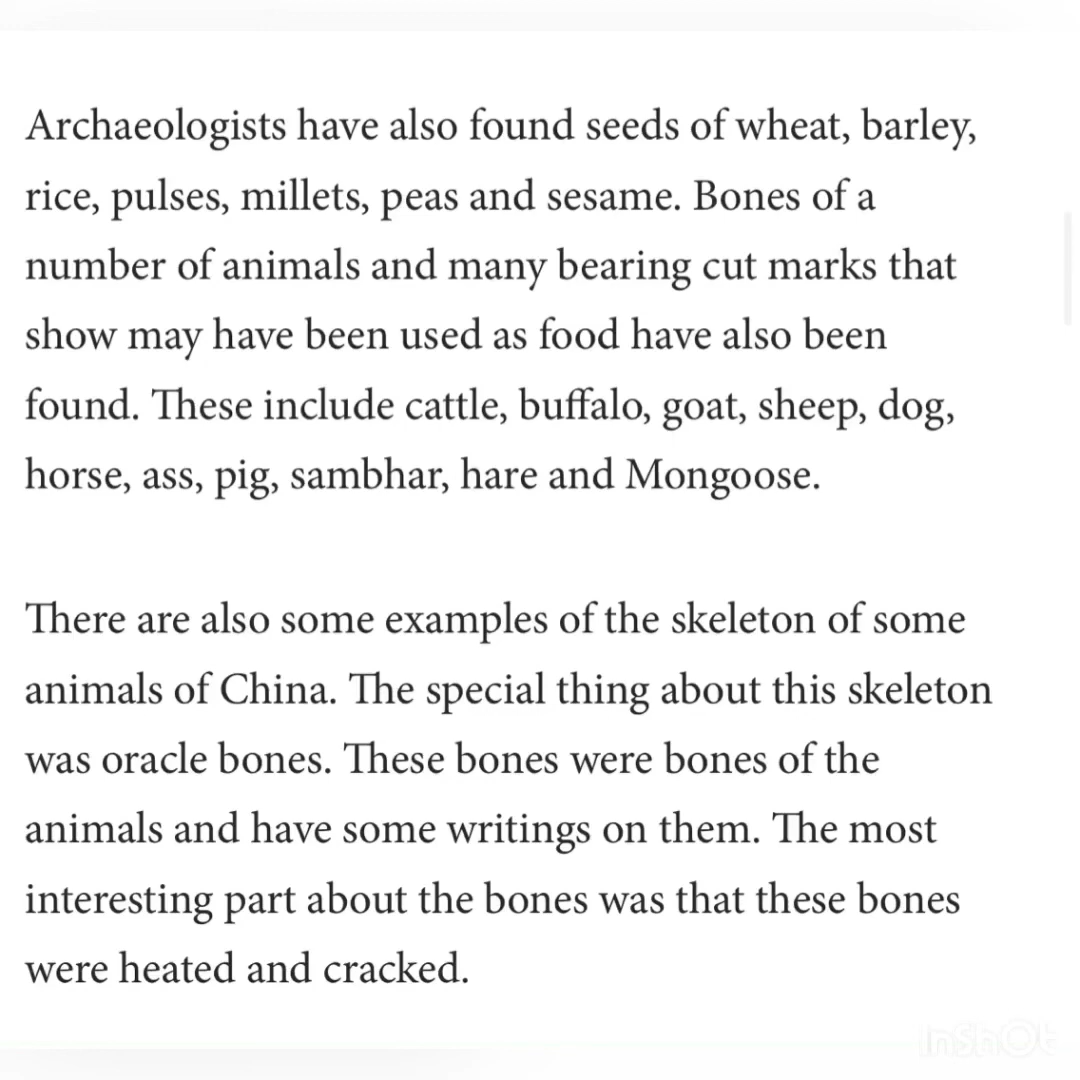 Archaeologists have also found seeds of wheat, barley,
rice, pulses, millets, peas and sesame. Bones of a
number of animals and many bearing cut marks that
show may have been used as food have also been
found. These include cattle, buffalo, goat, sheep, dog,
horse, ass, pig, sambhar, hare and Mongoose.
There are also some examples of the skeleton of some
animals of China. The special thing about this skeleton
was oracle bones. These bones were bones of the
animals and have some writings on them. The most
interesting part about the bones was that these bones
were heated and cracked.
InShOt